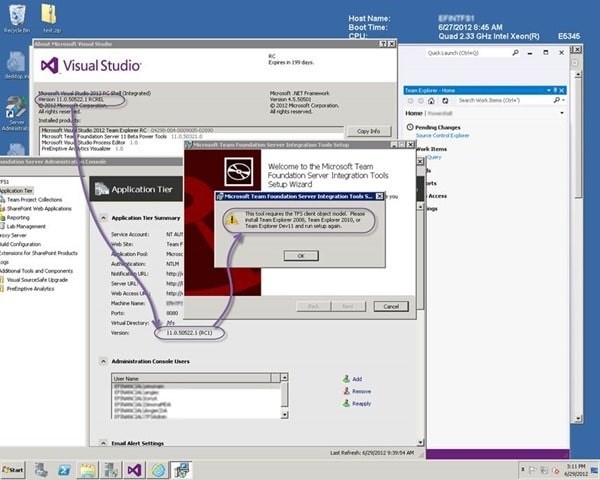 Recycle Bin
test.zip
desktop.ini
Server
Administrat...
Host Name:
EFINTFS1
Boot Time:
6/27/2012 8:45 AM
CPU:
Quad 2.33 GHz Intel Xeon(R)
E5345
About Microsoft Visual Studio
Visual Studio
RC
Expires in 199 days.
Microsoft Visual Studio 2012 RC Shell (Integrated)
Version 11.0.50522.1 RCREL
© 2012 Microsoft Corporation.
All rights reserved.
Microsoft .NET Framework
Version 4.5.50501
© 2012 Microsoft Corporation.
All rights reserved.
Installed products:
Microsoft Visual Studio 2012 Team Explorer RC
Microsoft Team Foundation Server 11 Beta Power Tools 11.0.50321.0
Microsoft Visual Studio Process Editor 1.0
PreEmptive Analytics Visualizer 1.0
Copy Info
Quick Launch (Ctrl+Q)
Team Explorer - Home
Search Work Items (Ctrl+')
Home
Pending Changes
Source Control Explorer
Work Items
Query
orts
ings
Foundation Server Administration Console
TFS1
Application Tier
Team Project Collections
SharePoint Web Applications
Reporting
Lab Management
Proxy Server
Build Configuration
Extensions for SharePoint Products
Logs
Additional Tools and Components
Visual SourceSafe Upgrade
PreEmptive Analytics
Application Tier
Application Tier Summary
Service Account:
NT AUT
Web Site:
Team F
Application Pool:
Microso
Authentication:
NTLM
Notification URL:
http://
Server URL:
http://
Web Access URL:
http://
Machine Name:
Ports:
8080
Virtual Directory:
/tfs
Version:
11.0.50522.1 (RC1)
Administration Console Users
User Name
Add
Remove
Reapply
Email Alert Settings
Last Refresh: 6/29/2012 9:39:54 AM
Microsoft Team Foundation Server Integration Tools Setup
Welcome to the Microsoft Team
Foundation Server Integration Tools
Setup Wizard
you
Microsoft Team Foundation Server Integration Tools S...
This tool requires the TFS client object model. Please
install Team Explorer 2008, Team Explorer 2010, or
Team Explorer Dev11 and run setup again.
OK
Back
Next
Cancel
Start
3:11 PM
6/29/2012